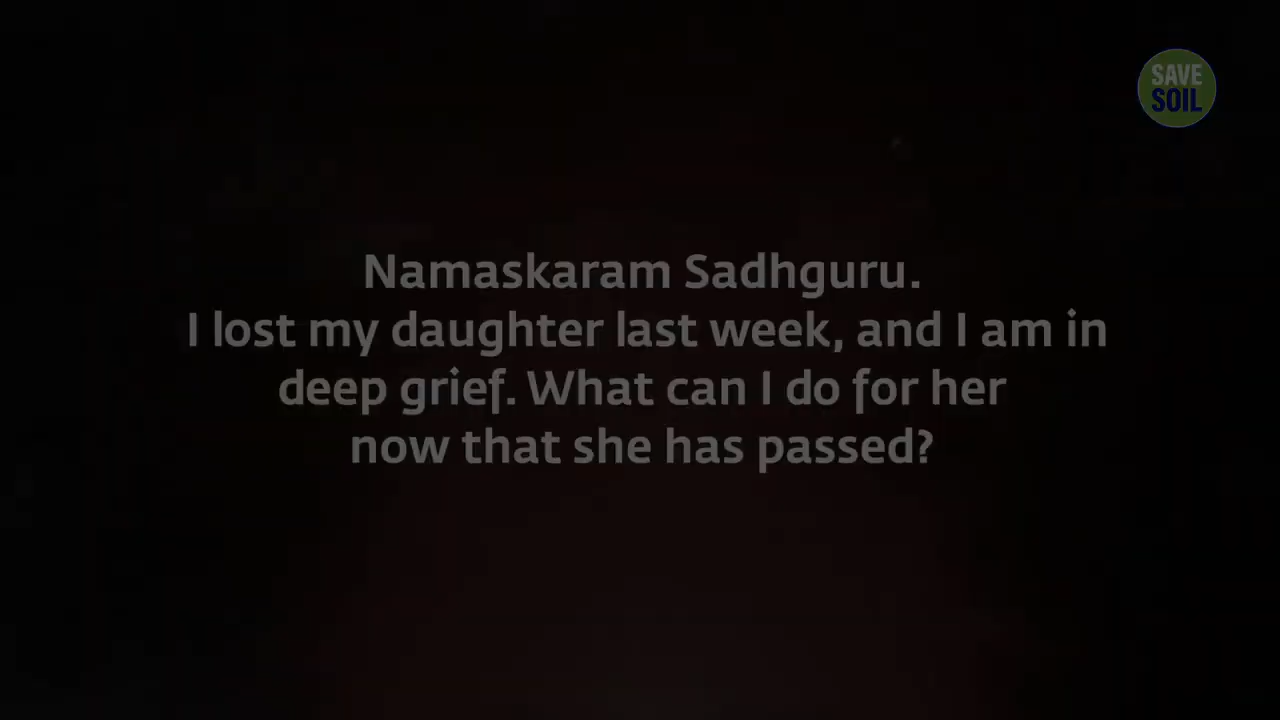 SAVE
SOIL
Namaskaram Sadhguru.
I lost my daughter last week, and I am in
deep grief. What can I do for her
now that she has passed?